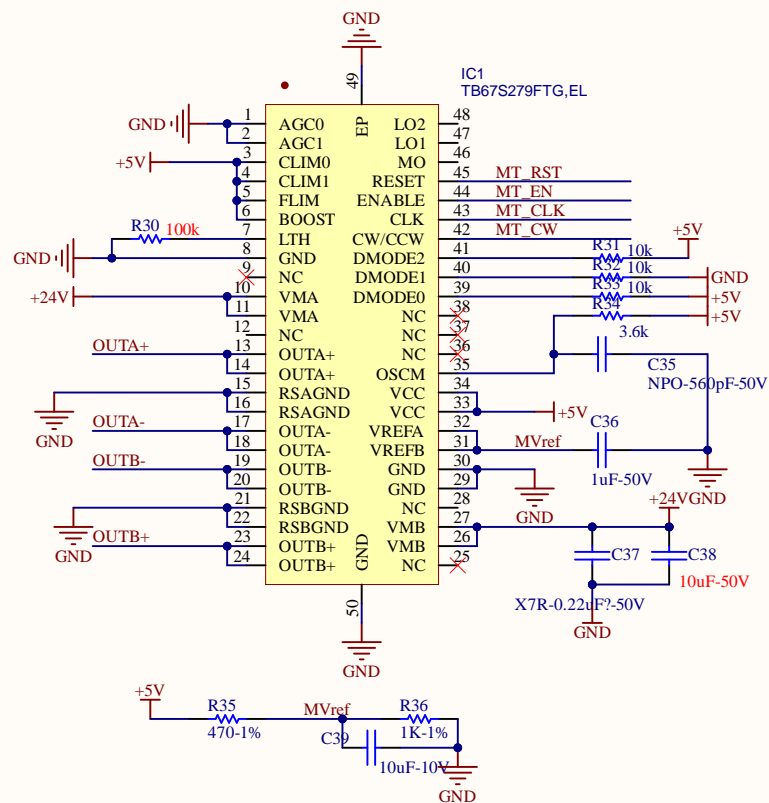 GND
IC1
TB67S279FTG,EL
49
EP
1 AGC0 LO2 48
GND 2 AGC1 LO1 47
+5V 3 CLIM0 MO 46
4 CLIM1 RESET 45 MT_RST
5 FLIM ENABLE 44 MT_EN
6 BOOST CLK 43 MT_CLK
R30 100k 7 LTH CW/CCW 42 MT_CW
GND 8 GND DMODE2 41 R31 10k +5V
9 NC DMODE1 40 R32 10k GND
+24V 10 VMA DMODE0 39 R33 10k +5V
11 VMA NC 38 R34 3.6k +5V
12 NC NC 37
OUTA+ 13 OUTA+ NC 36
14 OUTA+ OSCM 35 C35
NPO-560pF-50V
15 RSAGND VCC 34
GND 16 RSAGND VCC 33 +5V
OUTA- 17 OUTA- VREFA 32 C36
18 OUTA- VREFB 31 MVref 1uF-50V
OUTB- 19 OUTB- GND 30
20 OUTB- GND 29 GND
21 RSBGND NC 28 +24V GND
GND 22 RSBGND VMB 27
OUTB+ 23 OUTB+ VMB 26 C37 C38
24 OUTB+ NC 25 X7R-0.22uF?-50V 10uF-50V
GND
50
GND
GND
+5V
R35 MVref R36
470-1% 1K-1%
C39
10uF-10V
GND